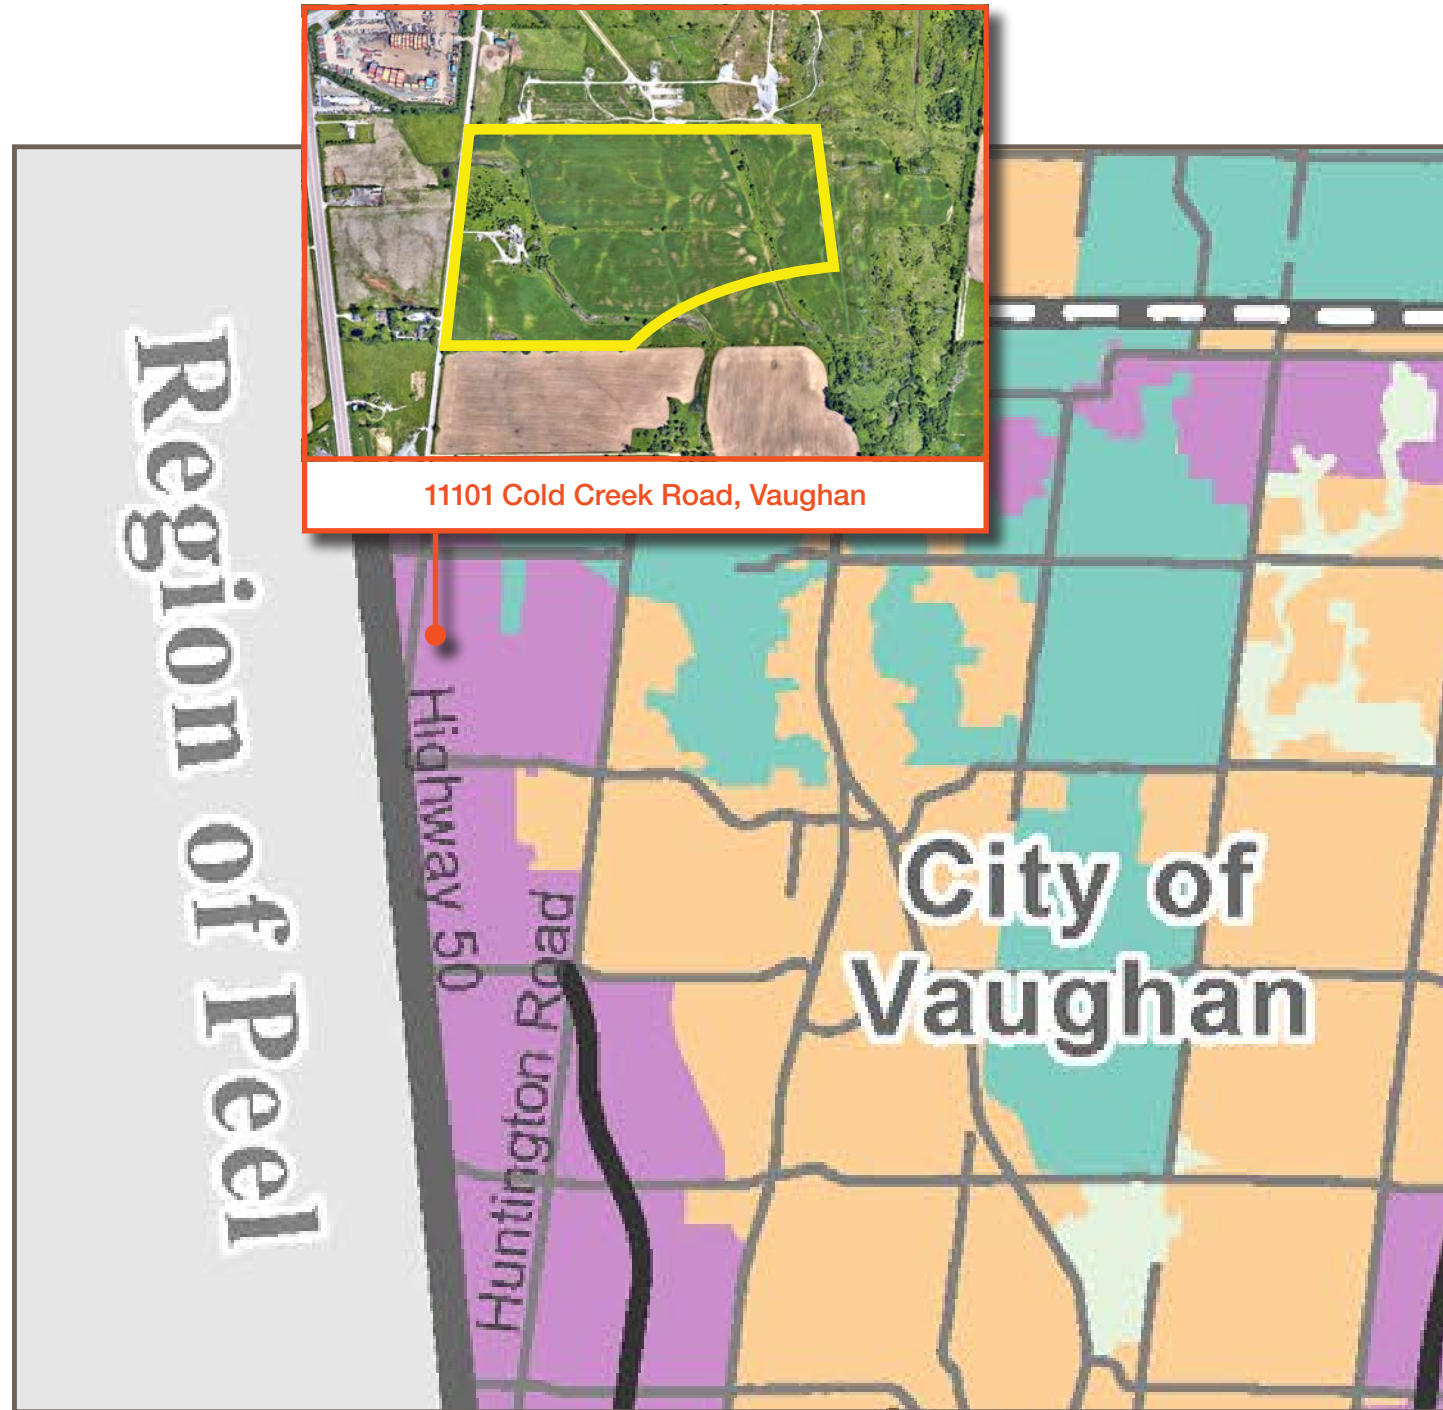 11101 Cold Creek Road, Vaughan
Region of Peel
Highway 50
Huntington Road
City of
Vaughan